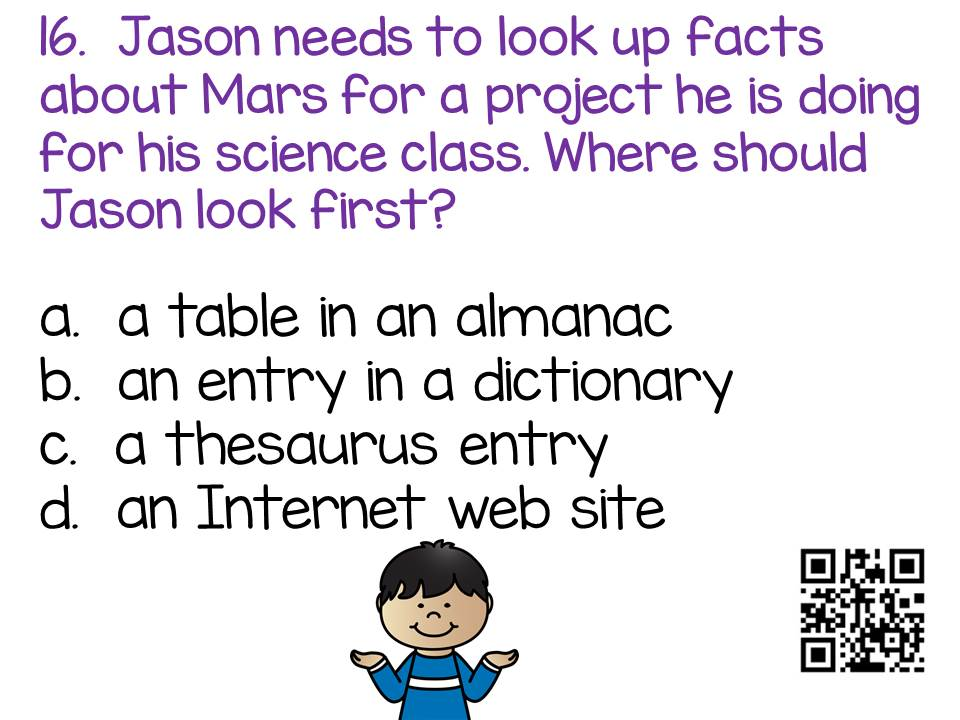 16. Jason needs to look up facts
about Mars for a project he is doing
for his science class. Where should
Jason look first?
a. a table in an almanac
b. an entry in a dictionary
c. a thesaurus entry
d. an Internet web site